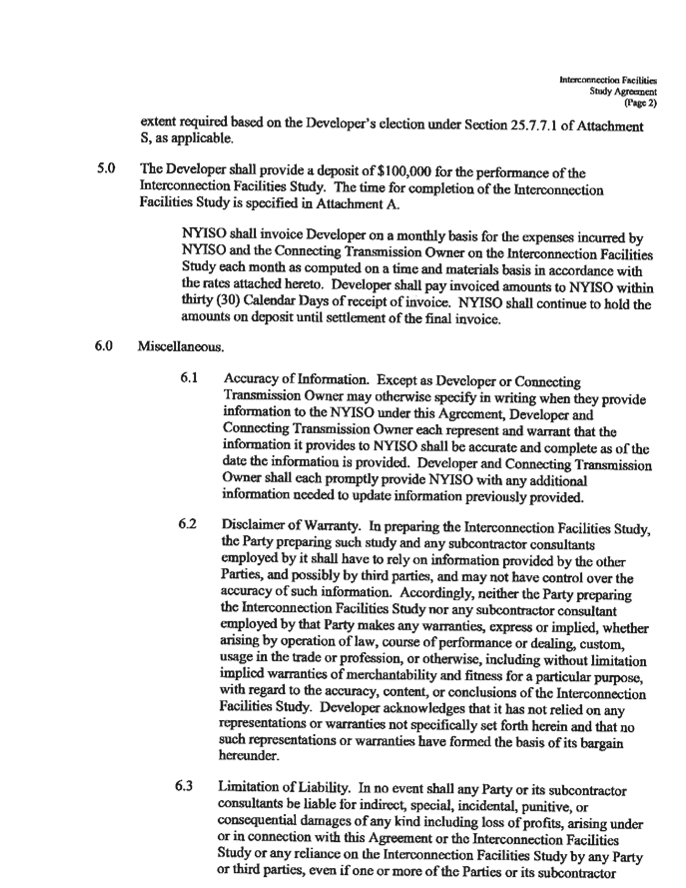 Interconnection Facilities
Study Agreement
(Page 2)
extent required based on the Developer's election under Section 25.7.7.1 of Attachment
S, as applicable.
5.0 The Developer shall provide a deposit of $100,000 for the performance of the
Interconnection Facilities Study. The time for completion of the Interconnection
Facilities Study is specified in Attachment A.
NYISO shall invoice Developer on a monthly basis for the expenses incurred by
NYISO and the Connecting Transmission Owner on the Interconnection Facilities
Study each month as computed on a time and materials basis in accordance with
the rates attached hereto. Developer shall pay invoiced amounts to NYISO within
thirty (30) Calendar Days of receipt of invoice. NYISO shall continue to hold the
amounts on deposit until settlement of the final invoice.
6.0 Miscellaneous.
6.1 Accuracy of Information. Except as Developer or Connecting
Transmission Owner may otherwise specify in writing when they provide
information to the NYISO under this Agreement, Developer and
Connecting Transmission Owner each represent and warrant that the
information it provides to NYISO shall be accurate and complete as of the
date the information is provided. Developer and Connecting Transmission
Owner shall each promptly provide NYISO with any additional
information needed to update information previously provided.
6.2 Disclaimer of Warranty. In preparing the Interconnection Facilities Study,
the Party preparing such study and any subcontractor consultants
employed by it shall have to rely on information provided by the other
Parties, and possibly by third parties, and may not have control over the
accuracy of such information. Accordingly, neither the Party preparing
the Interconnection Facilities Study nor any subcontractor consultant
employed by that Party makes any warranties, express or implied, whether
arising by operation of law, course of performance or dealing, custom,
usage in the trade or profession, or otherwise, including without limitation
implied warranties of merchantability and fitness for a particular purpose,
with regard to the accuracy, content, or conclusions of the Interconnection
Facilities Study. Developer acknowledges that it has not relied on any
representations or warranties not specifically set forth herein and that no
such representations or warranties have formed the basis of its bargain
hereunder.
6.3 Limitation of Liability. In no event shall any Party or its subcontractor
consultants be liable for indirect, special, incidental, punitive, or
consequential damages of any kind including loss of profits, arising under
or in connection with this Agreement or the Interconnection Facilities
Study or any reliance on the Interconnection Facilities Study by any Party
or third parties, even if one or more of the Parties or its subcontractor